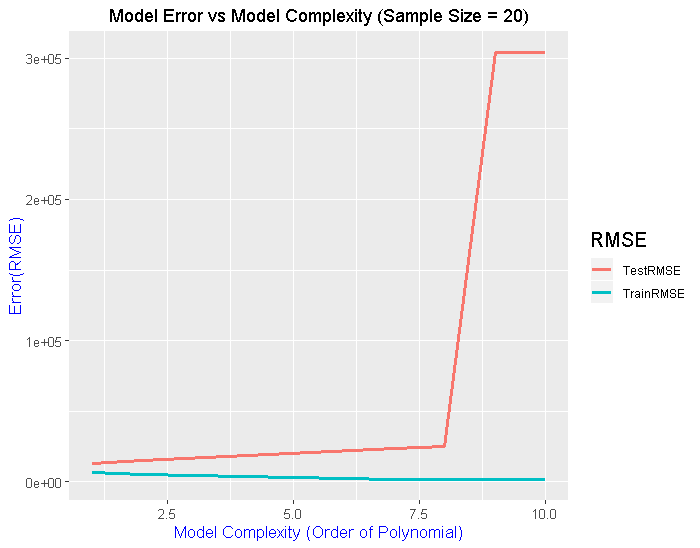 Model Error vs Model Complexity (Sample Size = 20)
3e+05
2e+05
1e+05
0e+00
Error(RMSE)
2.5 5.0 7.5 10.0
Model Complexity (Order of Polynomial)
RMSE
TestRMSE
TrainRMSE